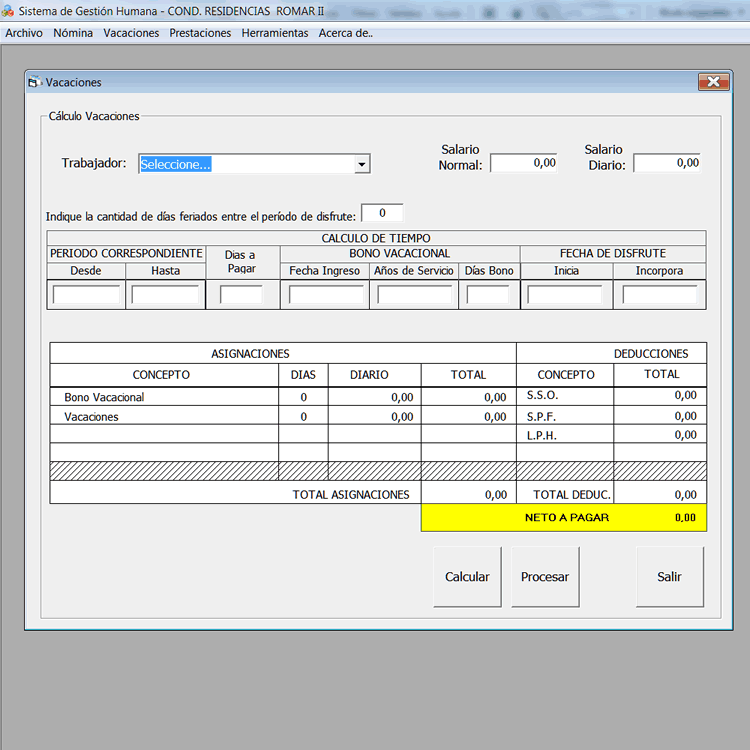 Sistema de Gestión Humana - COND. RESIDENCIAS ROMAR II
Archivo Nómina Vacaciones Prestaciones Herramientas Acerca de..
Vacaciones
Cálculo Vacaciones
Trabajador: Seleccione... Salario Normal: 0,00 Salario Diario: 0,00
Indique la cantidad de días feriados entre el período de disfrute: 0
CALCULO DE TIEMPO
PERIODO CORRESPONDIENTE Dias a Pagar BONO VACACIONAL FECHA DE DISFRUTE
Desde Hasta Fecha Ingreso Años de Servicio Días Bono Inicia Incorpora
ASIGNACIONES DEDUCCIONES
CONCEPTO DIAS DIARIO TOTAL CONCEPTO TOTAL
Bono Vacacional 0 0,00 0,00 S.S.O. 0,00
Vacaciones 0 0,00 0,00 S.P.F. 0,00
L.P.H. 0,00
TOTAL ASIGNACIONES 0,00 TOTAL DEDUC. 0,00
NETO A PAGAR 0,00
Calcular Procesar Salir